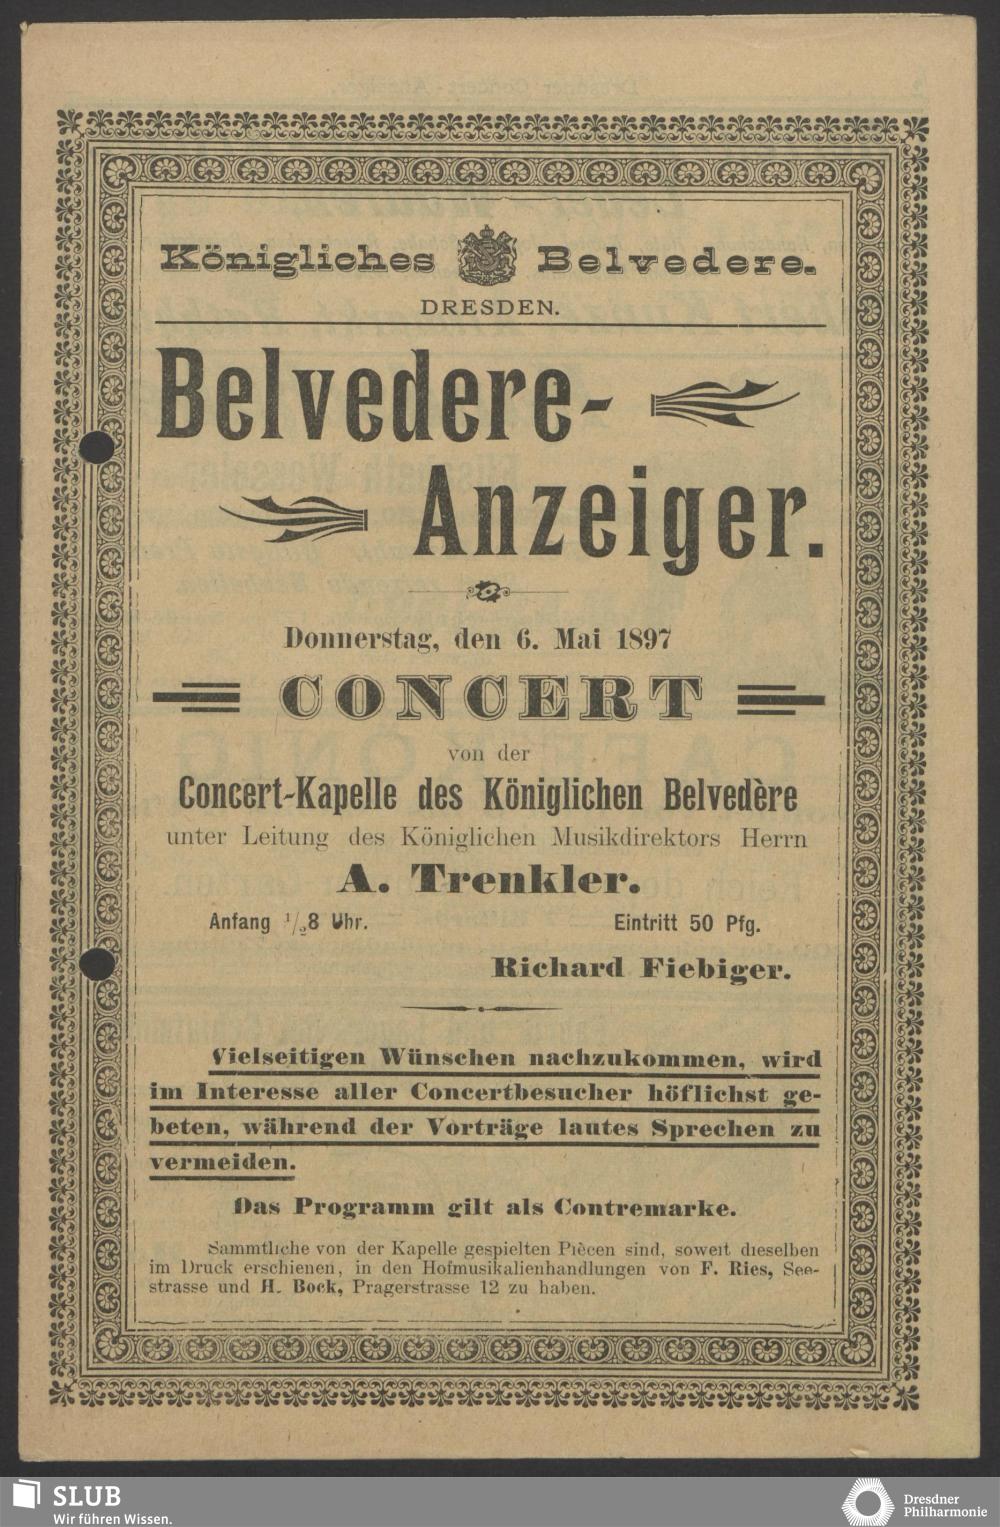 Königliches Belvedere.
DRESDEN.
Belvedere-
Anzeiger.
Donnerstag, den 6. Mai 1897
CONCERT
von der
Concert-Kapelle des Königlichen Belvedère
unter Leitung des Königlichen Musikdirektors Herrn
A. Trenkler.
Anfang ½8 Uhr. Eintritt 50 Pfg.
Richard Fiebiger.
Vielseitigen Wünschen nachzukommen, wird
im Interesse aller Concertbesucher höflichst ge-
beten, während der Vorträge lautes Sprechen zu
vermeiden.
Das Programm gilt als Contremarke.
Sammtliche von der Kapelle gespielten Piècen sind, soweit dieselben
im Druck erschienen, in den Hofmusikalienhandlungen von F. Ries, See-
strasse und H. Bock, Pragerstrasse 12 zu haben.
SLUB
Wir führen Wissen.
Dresdner
Philharmonie